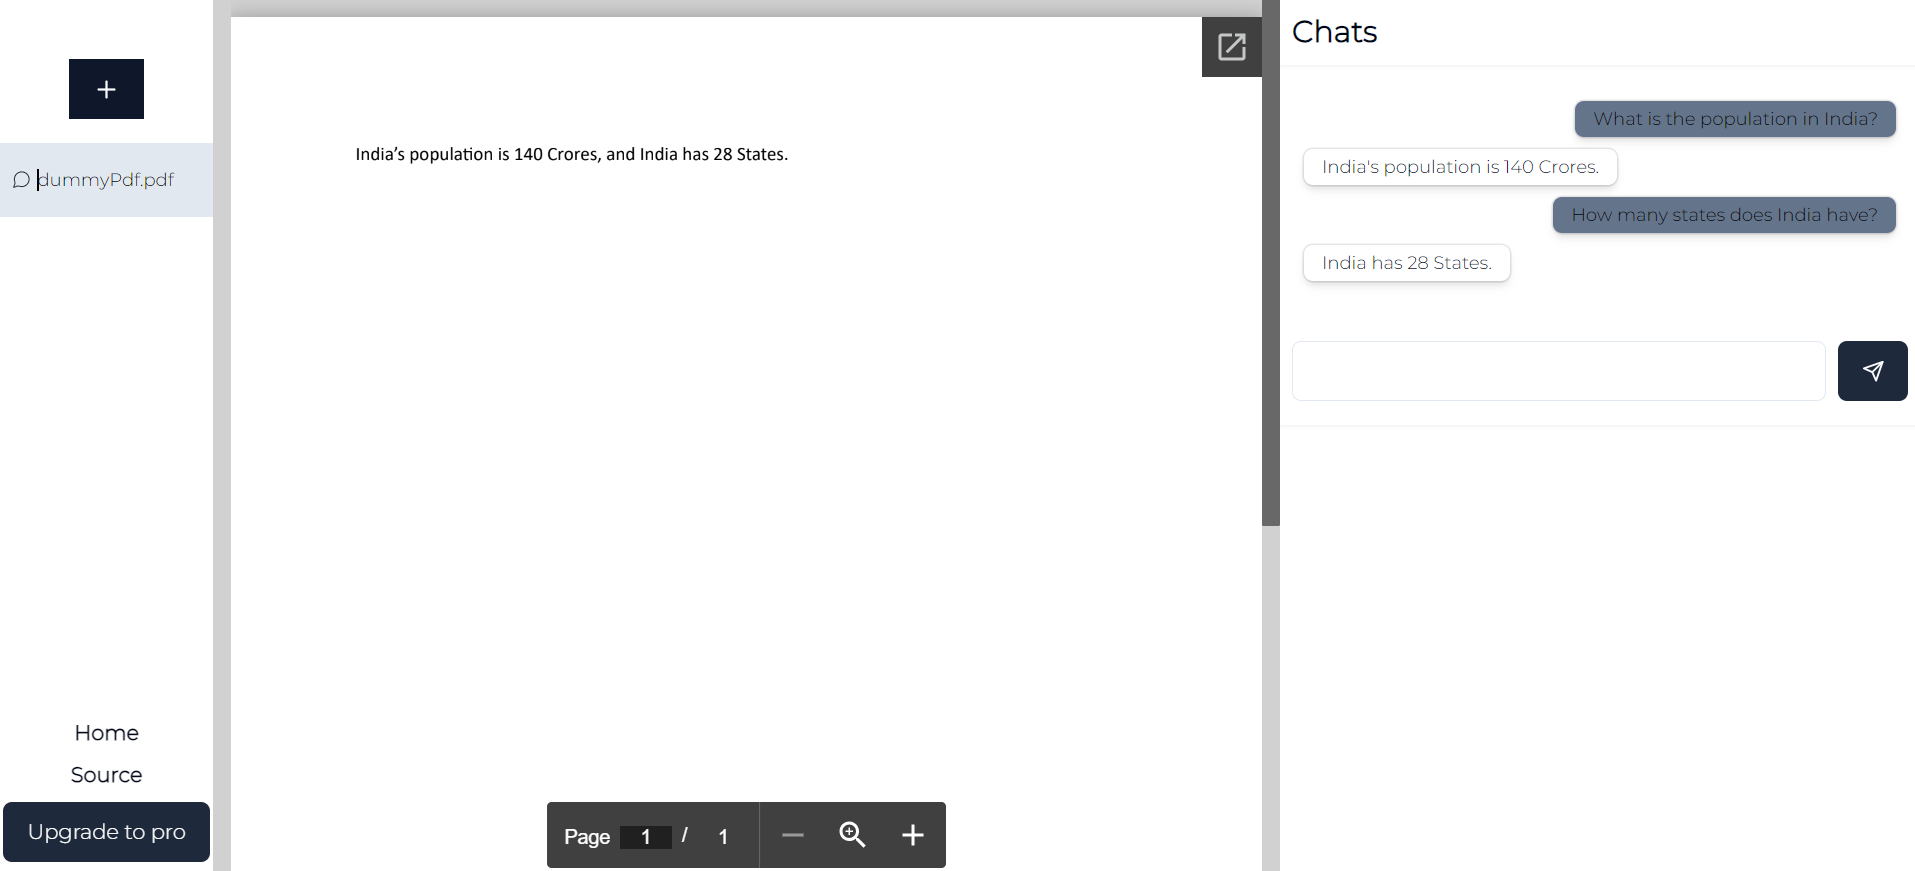 dummyPdf.pdf
Home
Source
Upgrade to pro
India’s population is 140 Crores, and India has 28 States.
Page 1 / 1
Chats
What is the population in India?
India's population is 140 Crores.
How many states does India have?
India has 28 States.